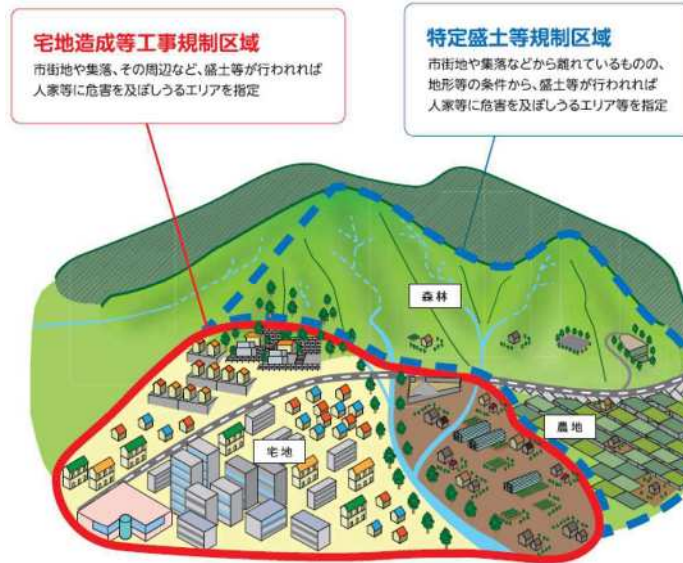 宅地造成等工事規制区域
市街地や集落、その周辺など、盛土等が行われれば
人家等に危害を及ぼしうるエリアを指定
特定盛土等規制区域
市街地や集落などから離れているものの、
地形等の条件から、盛土等が行われれば
人家等に危害を及ぼしうるエリア等を指定
森林
農地
宅地